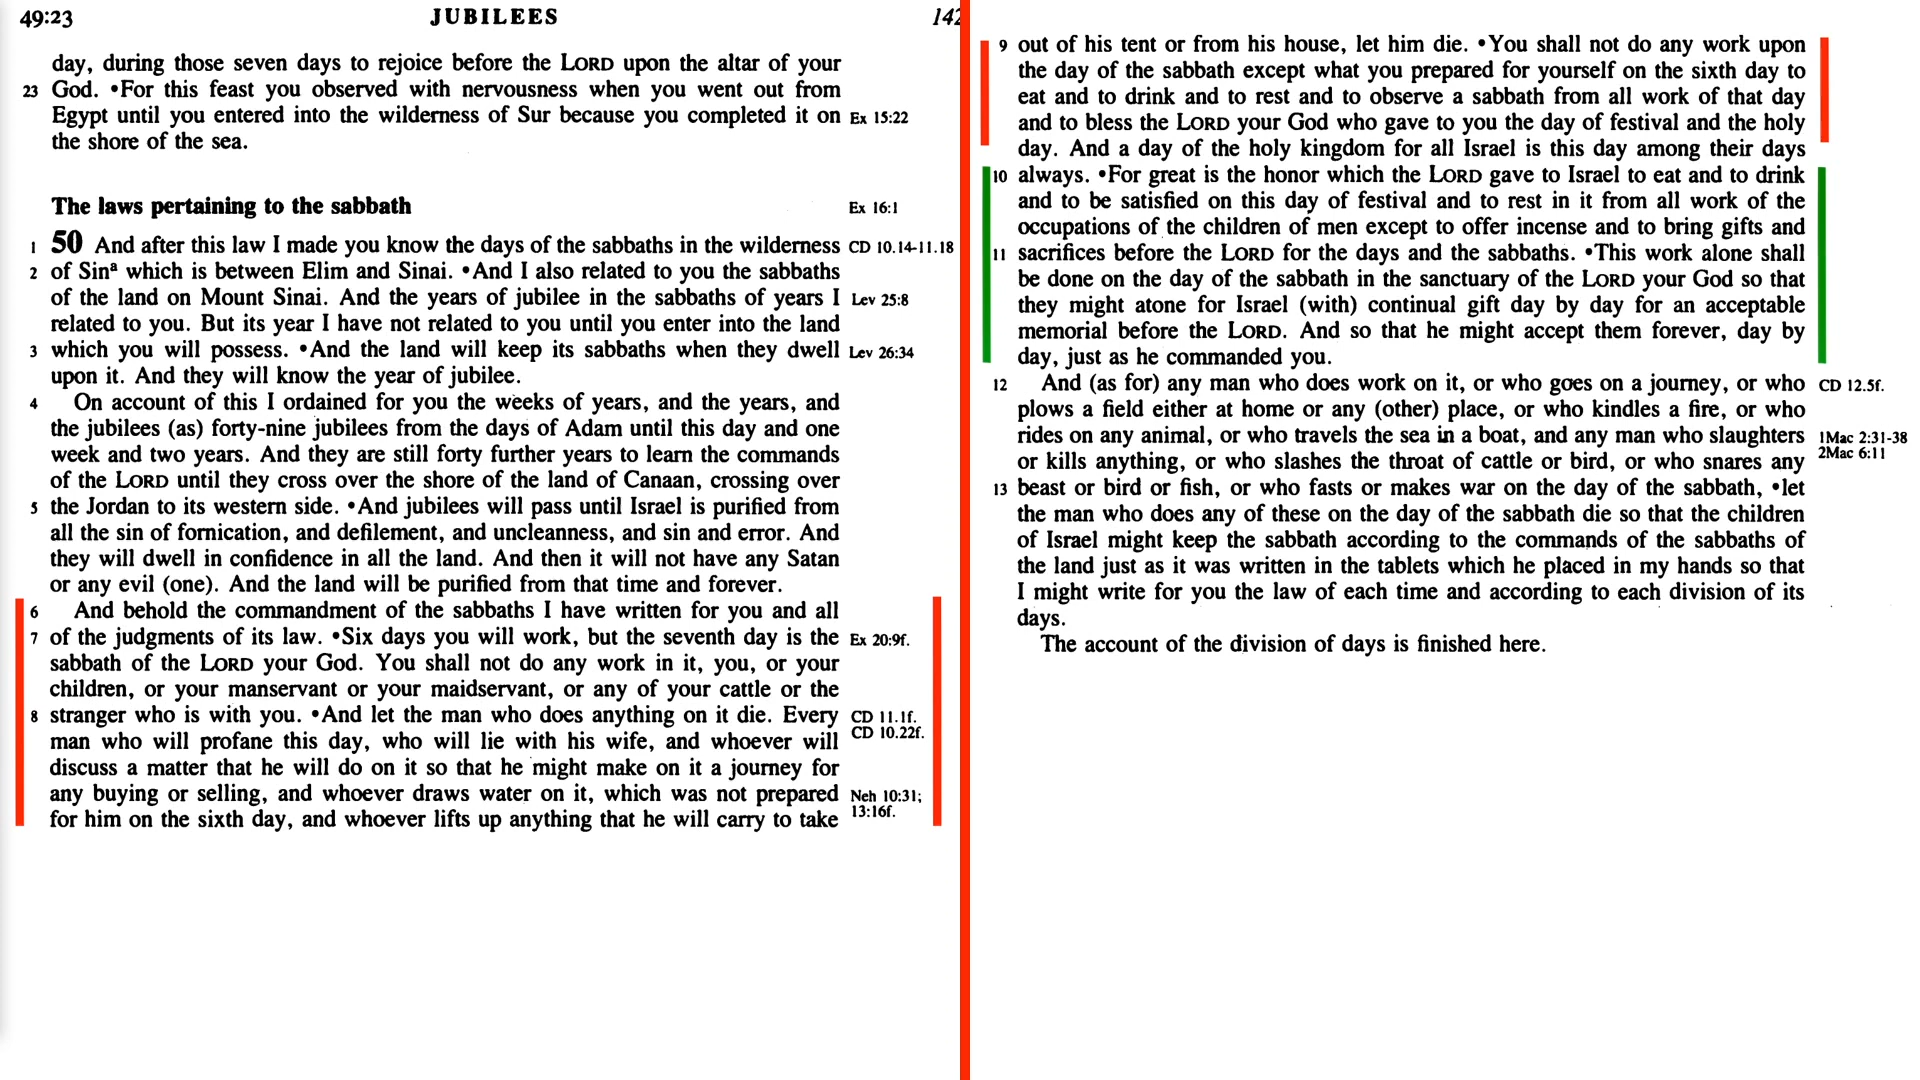 49:23 JUBILEES 142
day, during those seven days to rejoice before the LORD upon the altar of your
23 God. •For this feast you observed with nervousness when you went out from
Egypt until you entered into the wilderness of Sur because you completed it on Ex 15:22
the shore of the sea.
The laws pertaining to the sabbath Ex 16:1
1 50 And after this law I made you know the days of the sabbaths in the wilderness CD 10.14-11.18
2 of Sinᵃ which is between Elim and Sinai. •And I also related to you the sabbaths
of the land on Mount Sinai. And the years of jubilee in the sabbaths of years I Lev 25:8
related to you. But its year I have not related to you until you enter into the land
3 which you will possess. •And the land will keep its sabbaths when they dwell Lev 26:34
upon it. And they will know the year of jubilee.
4 On account of this I ordained for you the weeks of years, and the years, and
the jubilees (as) forty-nine jubilees from the days of Adam until this day and one
week and two years. And they are still forty further years to learn the commands
of the LORD until they cross over the shore of the land of Canaan, crossing over
5 the Jordan to its western side. •And jubilees will pass until Israel is purified from
all the sin of fornication, and defilement, and uncleanness, and sin and error. And
they will dwell in confidence in all the land. And then it will not have any Satan
or any evil (one). And the land will be purified from that time and forever.
6 And behold the commandment of the sabbaths I have written for you and all
7 of the judgments of its law. •Six days you will work, but the seventh day is the Ex 20:9f.
sabbath of the LORD your God. You shall not do any work in it, you, or your
children, or your manservant or your maidservant, or any of your cattle or the
8 stranger who is with you. •And let the man who does anything on it die. Every CD 11.1f.
man who will profane this day, who will lie with his wife, and whoever will CD 10.22f.
discuss a matter that he will do on it so that he might make on it a journey for
any buying or selling, and whoever draws water on it, which was not prepared Neh 10:31;
for him on the sixth day, and whoever lifts up anything that he will carry to take 13:16f.
9 out of his tent or from his house, let him die. •You shall not do any work upon
the day of the sabbath except what you prepared for yourself on the sixth day to
eat and to drink and to rest and to observe a sabbath from all work of that day
and to bless the LORD your God who gave to you the day of festival and the holy
day. And a day of the holy kingdom for all Israel is this day among their days
10 always. •For great is the honor which the LORD gave to Israel to eat and to drink
and to be satisfied on this day of festival and to rest in it from all work of the
occupations of the children of men except to offer incense and to bring gifts and
11 sacrifices before the LORD for the days and the sabbaths. •This work alone shall
be done on the day of the sabbath in the sanctuary of the LORD your God so that
they might atone for Israel (with) continual gift day by day for an acceptable
memorial before the LORD. And so that he might accept them forever, day by
day, just as he commanded you.
12 And (as for) any man who does work on it, or who goes on a journey, or who CD 12.5f.
plows a field either at home or any (other) place, or who kindles a fire, or who
rides on any animal, or who travels the sea in a boat, and any man who slaughters 1Mac 2:31-38
or kills anything, or who slashes the throat of cattle or bird, or who snares any 2Mac 6:11
13 beast or bird or fish, or who fasts or makes war on the day of the sabbath, •let
the man who does any of these on the day of the sabbath die so that the children
of Israel might keep the sabbath according to the commands of the sabbaths of
the land just as it was written in the tablets which he placed in my hands so that
I might write for you the law of each time and according to each division of its
days.
The account of the division of days is finished here.